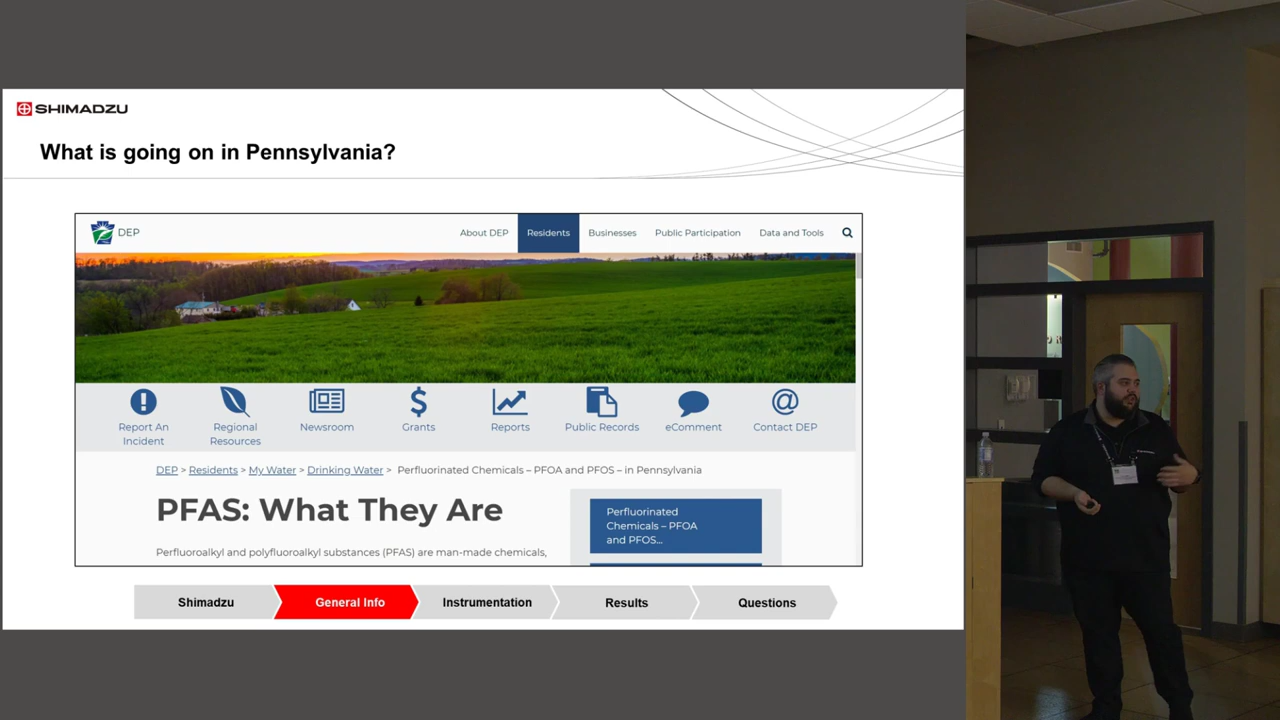 SHIMADZU
What is going on in Pennsylvania?
DEP
About DEP
Residents
Businesses
Public Participation
Data and Tools
Report An
Incident
Regional
Resources
Newsroom
Grants
Reports
Public Records
eComment
Contact DEP
DEP > Residents > My Water > Drinking Water > Perfluorinated Chemicals – PFOA and PFOS – in Pennsylvania
PFAS: What They Are
Perfluoroalkyl and polyfluoroalkyl substances (PFAS) are man-made chemicals,
Perfluorinated
Chemicals – PFOA
and PFOS...
Shimadzu
General Info
Instrumentation
Results
Questions